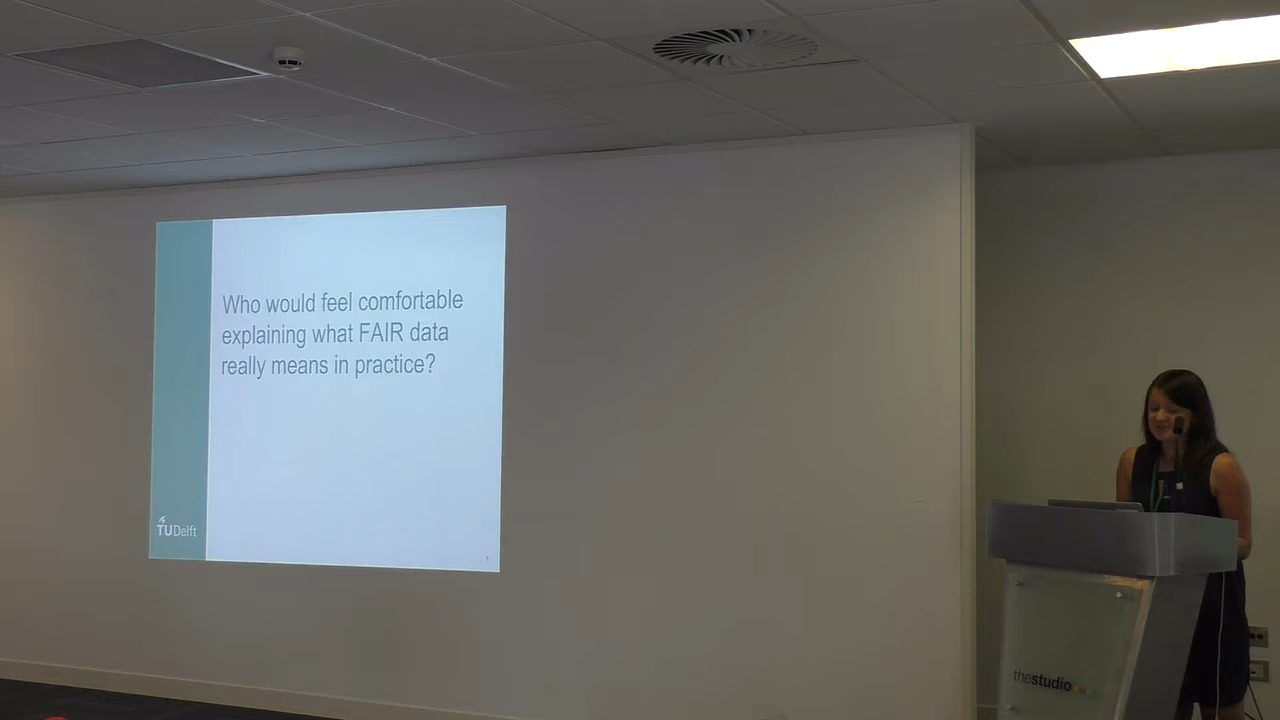 Who would feel comfortable
explaining what FAIR data
really means in practice?
TUDelft
thestudio